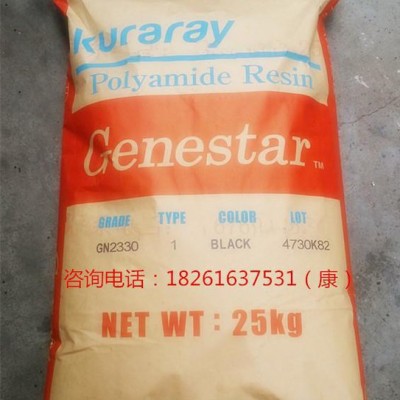 kuraray
Polyamide Resin
Genestar™
GRADE TYPE COLOR LOT
GN2330 1 BLACK 4730K82
咨询电话：18261637531（康）
NET WT：25kg